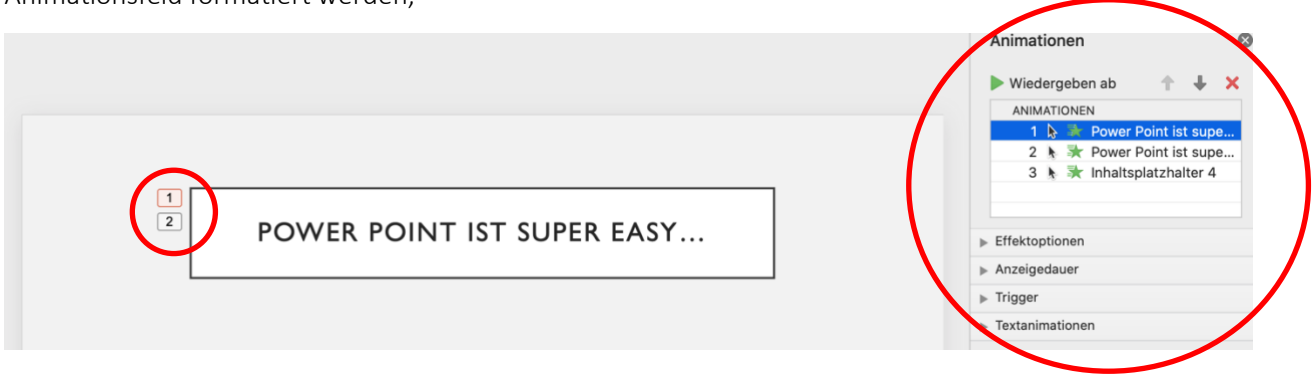 Animationsfeld formatiert werden,
Animationen
Wiedergeben ab
ANIMATIONEN
1 Power Point ist supe...
2 Power Point ist supe...
3 Inhaltsplatzhalter 4
1
2
POWER POINT IST SUPER EASY...
Effektoptionen
Anzeigedauer
Trigger
Textanimationen